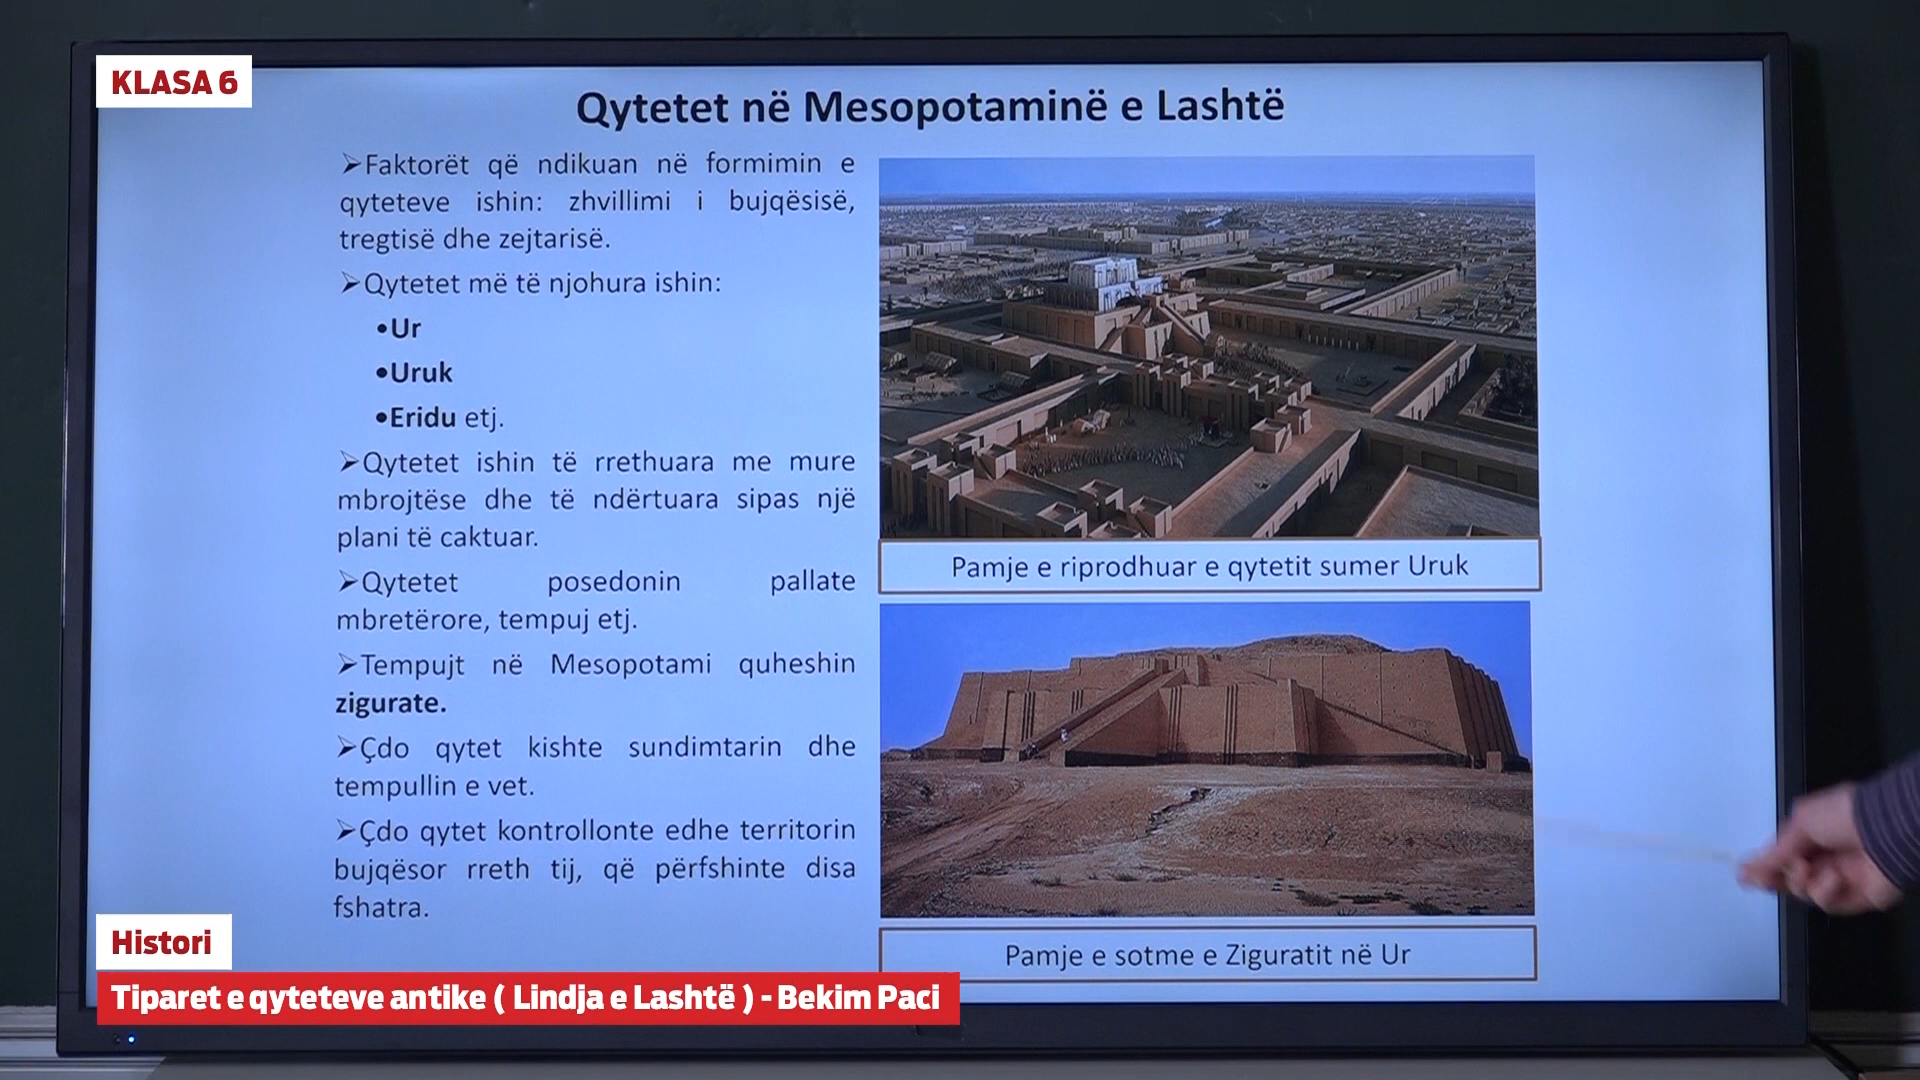 KLASA 6
Qytetet në Mesopotaminë e Lashtë
➢Faktorët që ndikuan në formimin e
qyteteve ishin: zhvillimi i bujqësisë,
tregtisë dhe zejtarisë.
➢Qytetet më të njohura ishin:
•Ur
•Uruk
•Eridu etj.
➢Qytetet ishin të rrethuara me mure
mbrojtëse dhe të ndërtuara sipas një
plani të caktuar.
➢Qytetet posedonin pallate
mbretërore, tempuj etj.
➢Tempujt në Mesopotami quheshin
zigurate.
➢Çdo qytet kishte sundimtarin dhe
tempullin e vet.
➢Çdo qytet kontrollonte edhe territorin
bujqësor rreth tij, që përfshinte disa
fshatra.
Pamje e riprodhuar e qytetit sumer Uruk
Pamje e sotme e Ziguratit në Ur
Histori
Tiparet e qyteteve antike ( Lindja e Lashtë ) - Bekim Paci